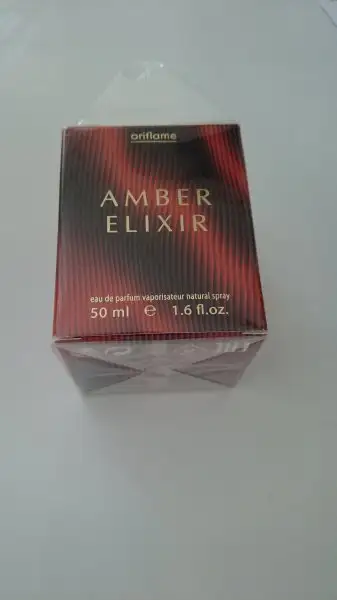 oriflame
AMBER
ELIXIR
eau de parfum vaporisateur natural spray
50 ml ℮ 1.6 fl.oz.